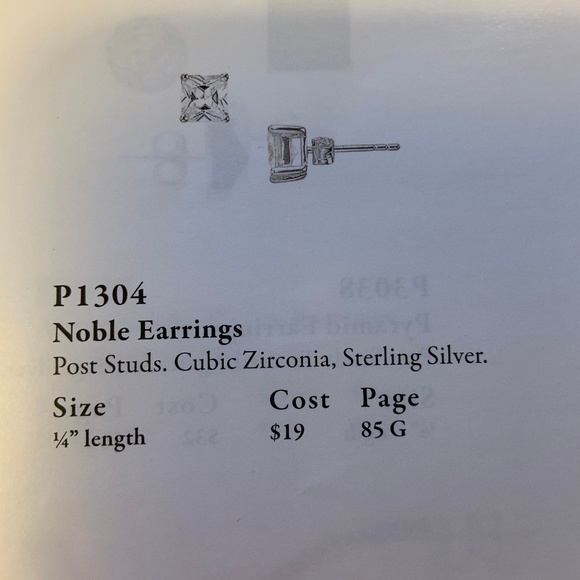 P1304
Noble Earrings
Post Studs. Cubic Zirconia, Sterling Silver.
Size Cost Page
¼” length $19 85 G